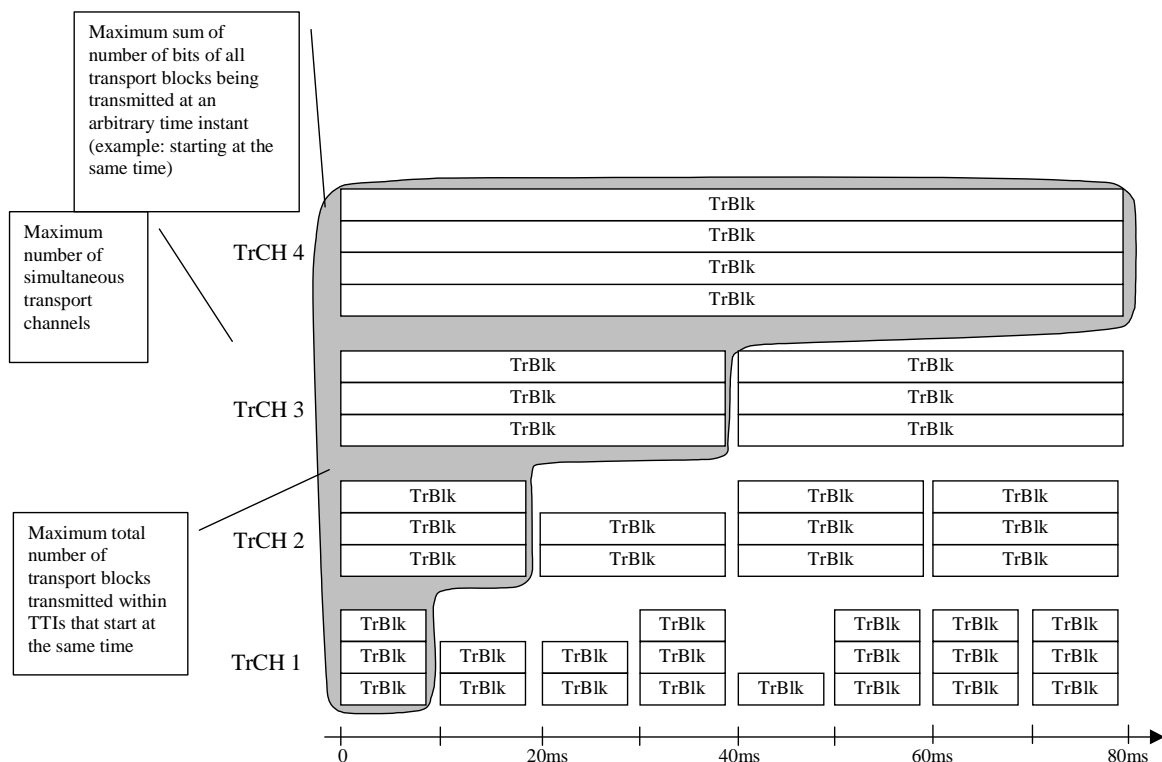 Maximum sum of
number of bits of all
transport blocks being
transmitted at an
arbitrary time instant
(example: starting at the
same time)
Maximum
number of
simultaneous
transport
channels
Maximum total
number of
transport blocks
transmitted within
TTIs that start at
the same time
TrCH 4
TrBlk
TrBlk
TrBlk
TrBlk
TrCH 3
TrBlk TrBlk
TrBlk TrBlk
TrBlk TrBlk
TrCH 2
TrBlk TrBlk TrBlk
TrBlk TrBlk TrBlk TrBlk
TrBlk TrBlk TrBlk TrBlk
TrCH 1
TrBlk TrBlk TrBlk TrBlk TrBlk
TrBlk TrBlk TrBlk TrBlk TrBlk TrBlk TrBlk
TrBlk TrBlk TrBlk TrBlk TrBlk TrBlk TrBlk TrBlk
0 20ms 40ms 60ms 80ms